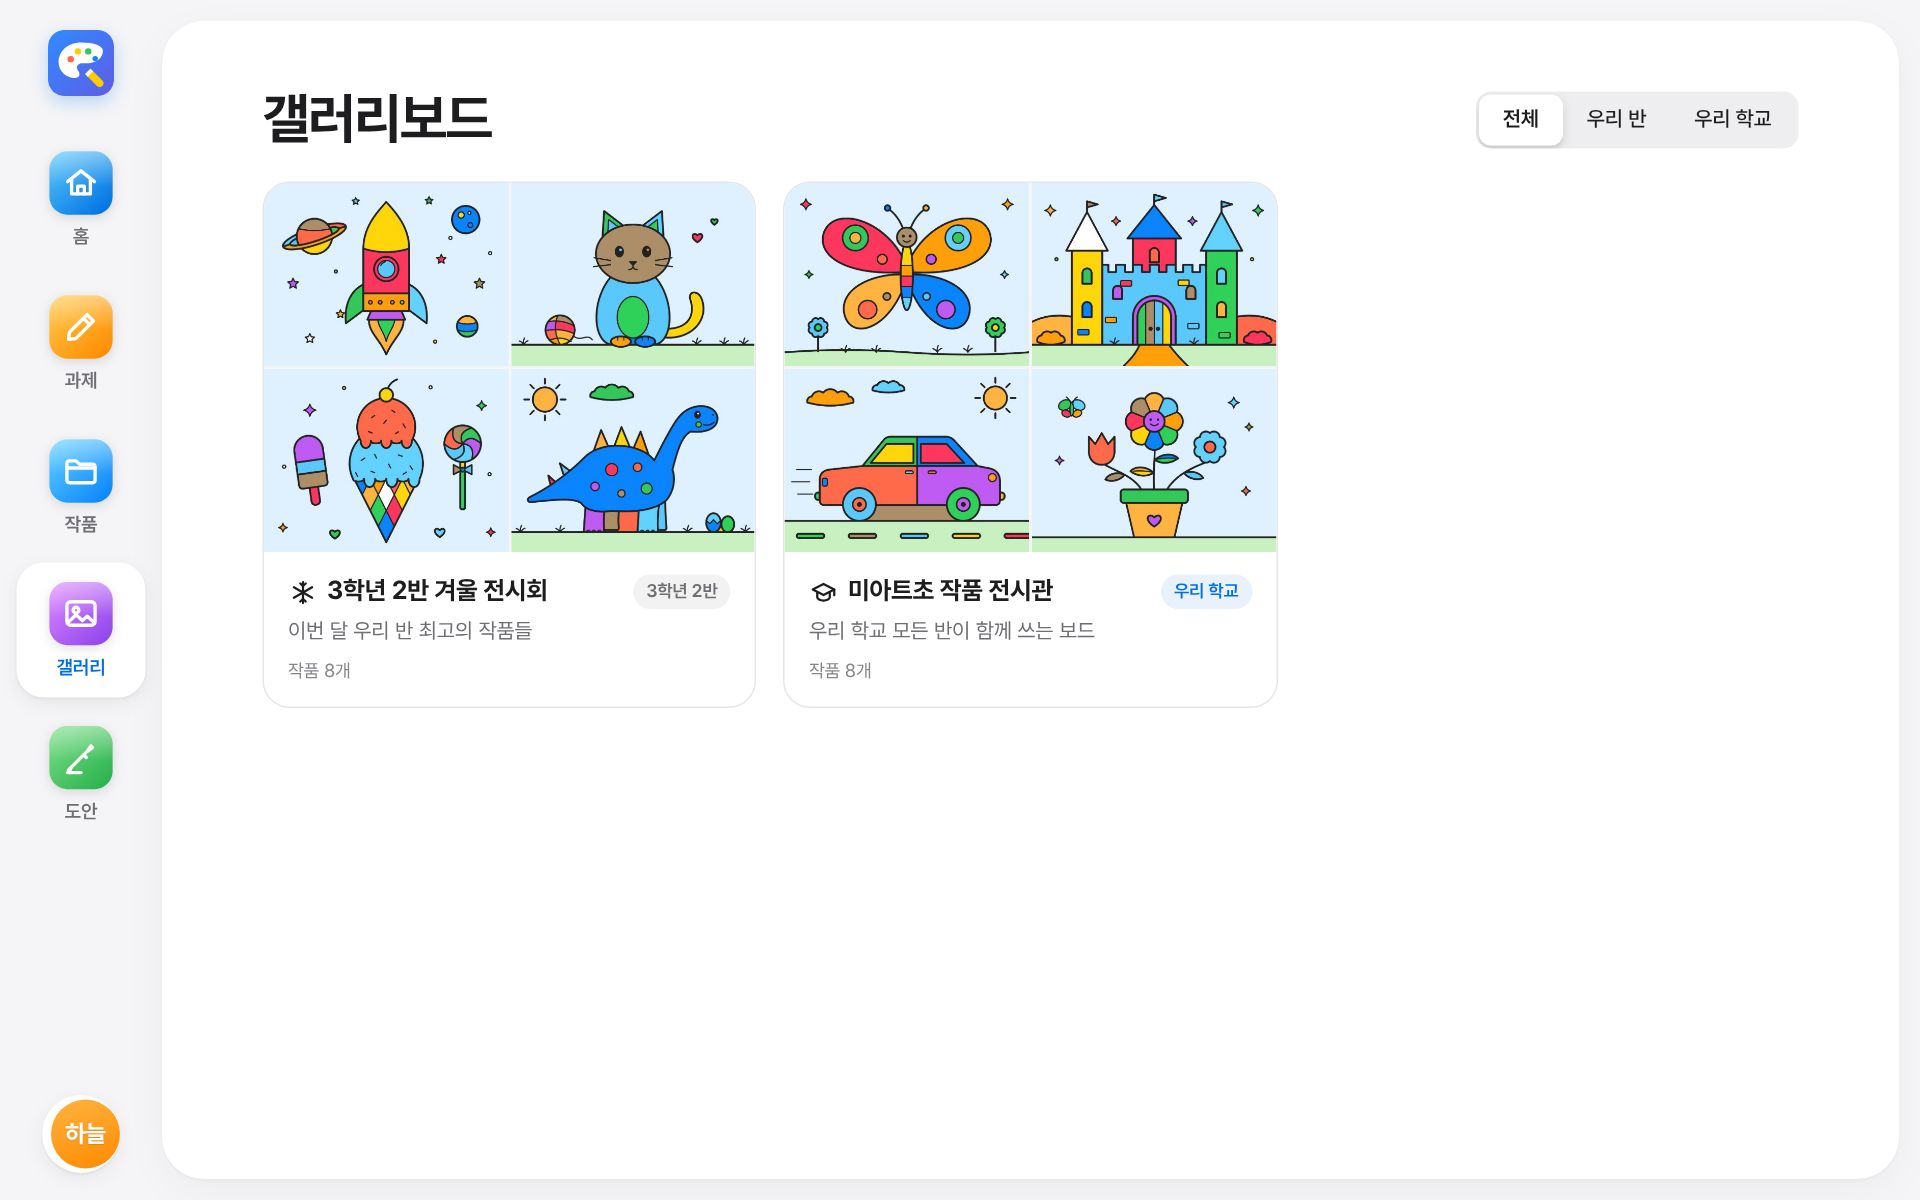 갤러리보드
전체
우리 반
우리 학교
홈
과제
작품
갤러리
도안
하늘
3학년 2반 겨울 전시회
3학년 2반
이번 달 우리 반 최고의 작품들
작품 8개
미아트초 작품 전시관
우리 학교
우리 학교 모든 반이 함께 쓰는 보드
작품 8개